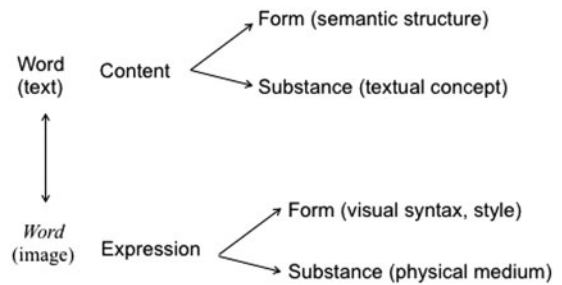 Form (semantic structure)
Word
(text)
Content
Substance (textual concept)
Form (visual syntax, style)
Word
(image)
Expression
Substance (physical medium)